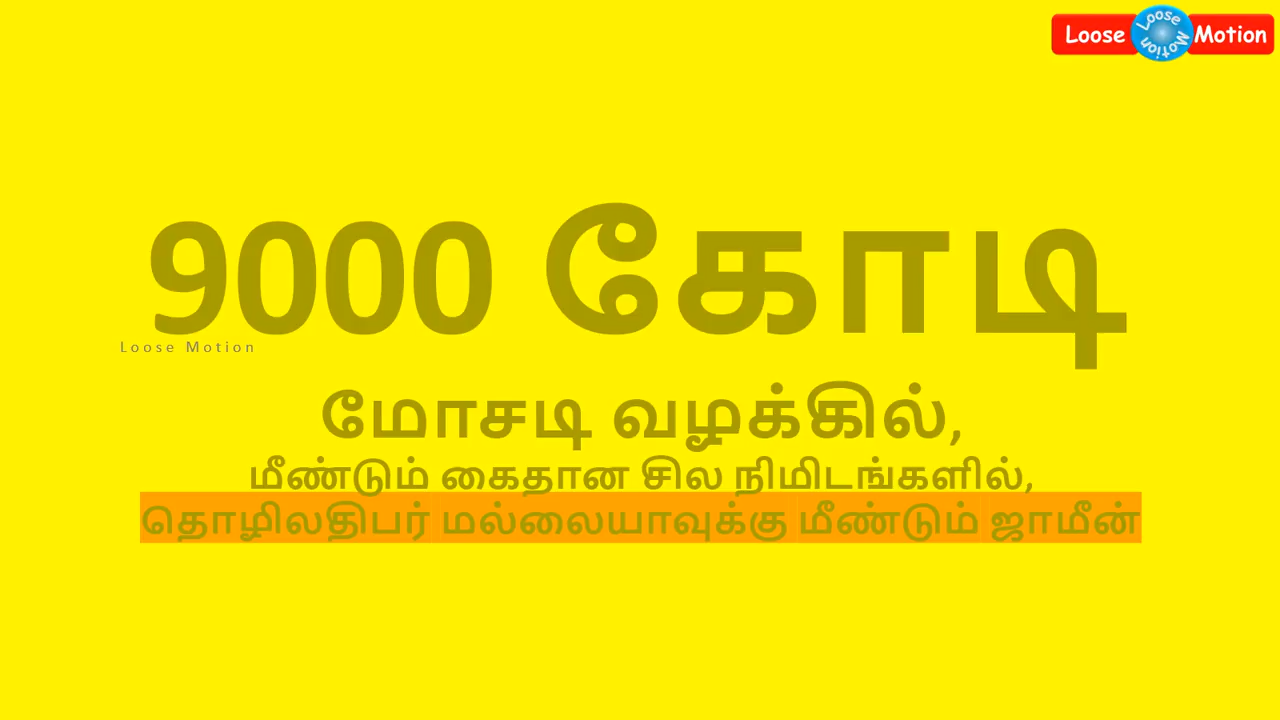 Loose Loose Motion Motion
9000 கோடி
Loose Motion
மோசடி வழக்கில்,
மீண்டும் கைதான சில நிமிடங்களில்,
தொழிலதிபர் மல்லையாவுக்கு மீண்டும் ஜாமீன்